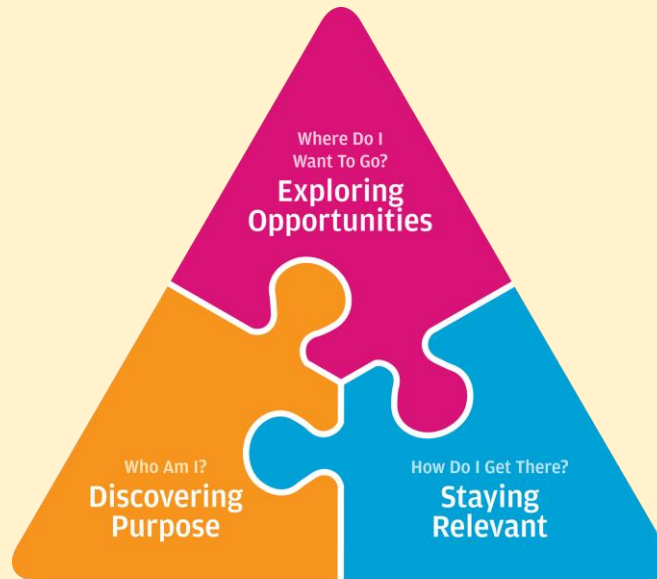 Where Do I
Want To Go?
Exploring
Opportunities
Who Am I?
Discovering
Purpose
How Do I Get There?
Staying
Relevant